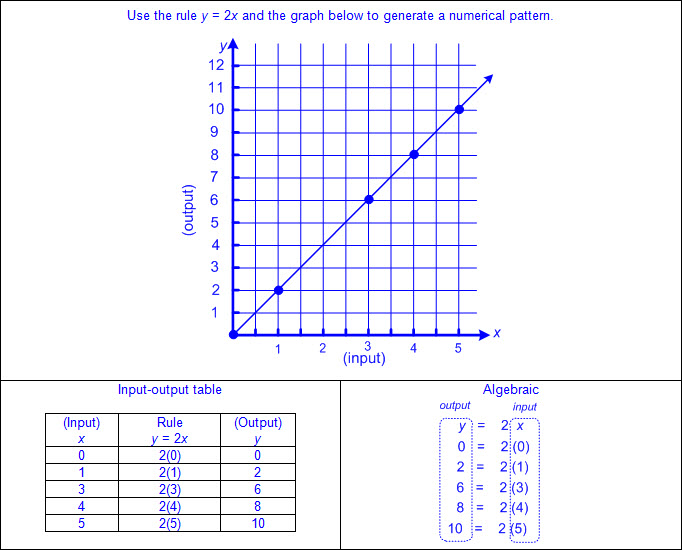 Use the rule y = 2x and the graph below to generate a numerical pattern.
y
12
11
10
9
8
7
6
5
4
3
2
1
(output)
x
1 2 3 4 5
(input)
Input-output table
(Input) Rule (Output)
x y = 2x y
0 2(0) 0
1 2(1) 2
3 2(3) 6
4 2(4) 8
5 2(5) 10
Algebraic
output input
y = 2 x
0 = 2 (0)
2 = 2 (1)
6 = 2 (3)
8 = 2 (4)
10 = 2 (5)